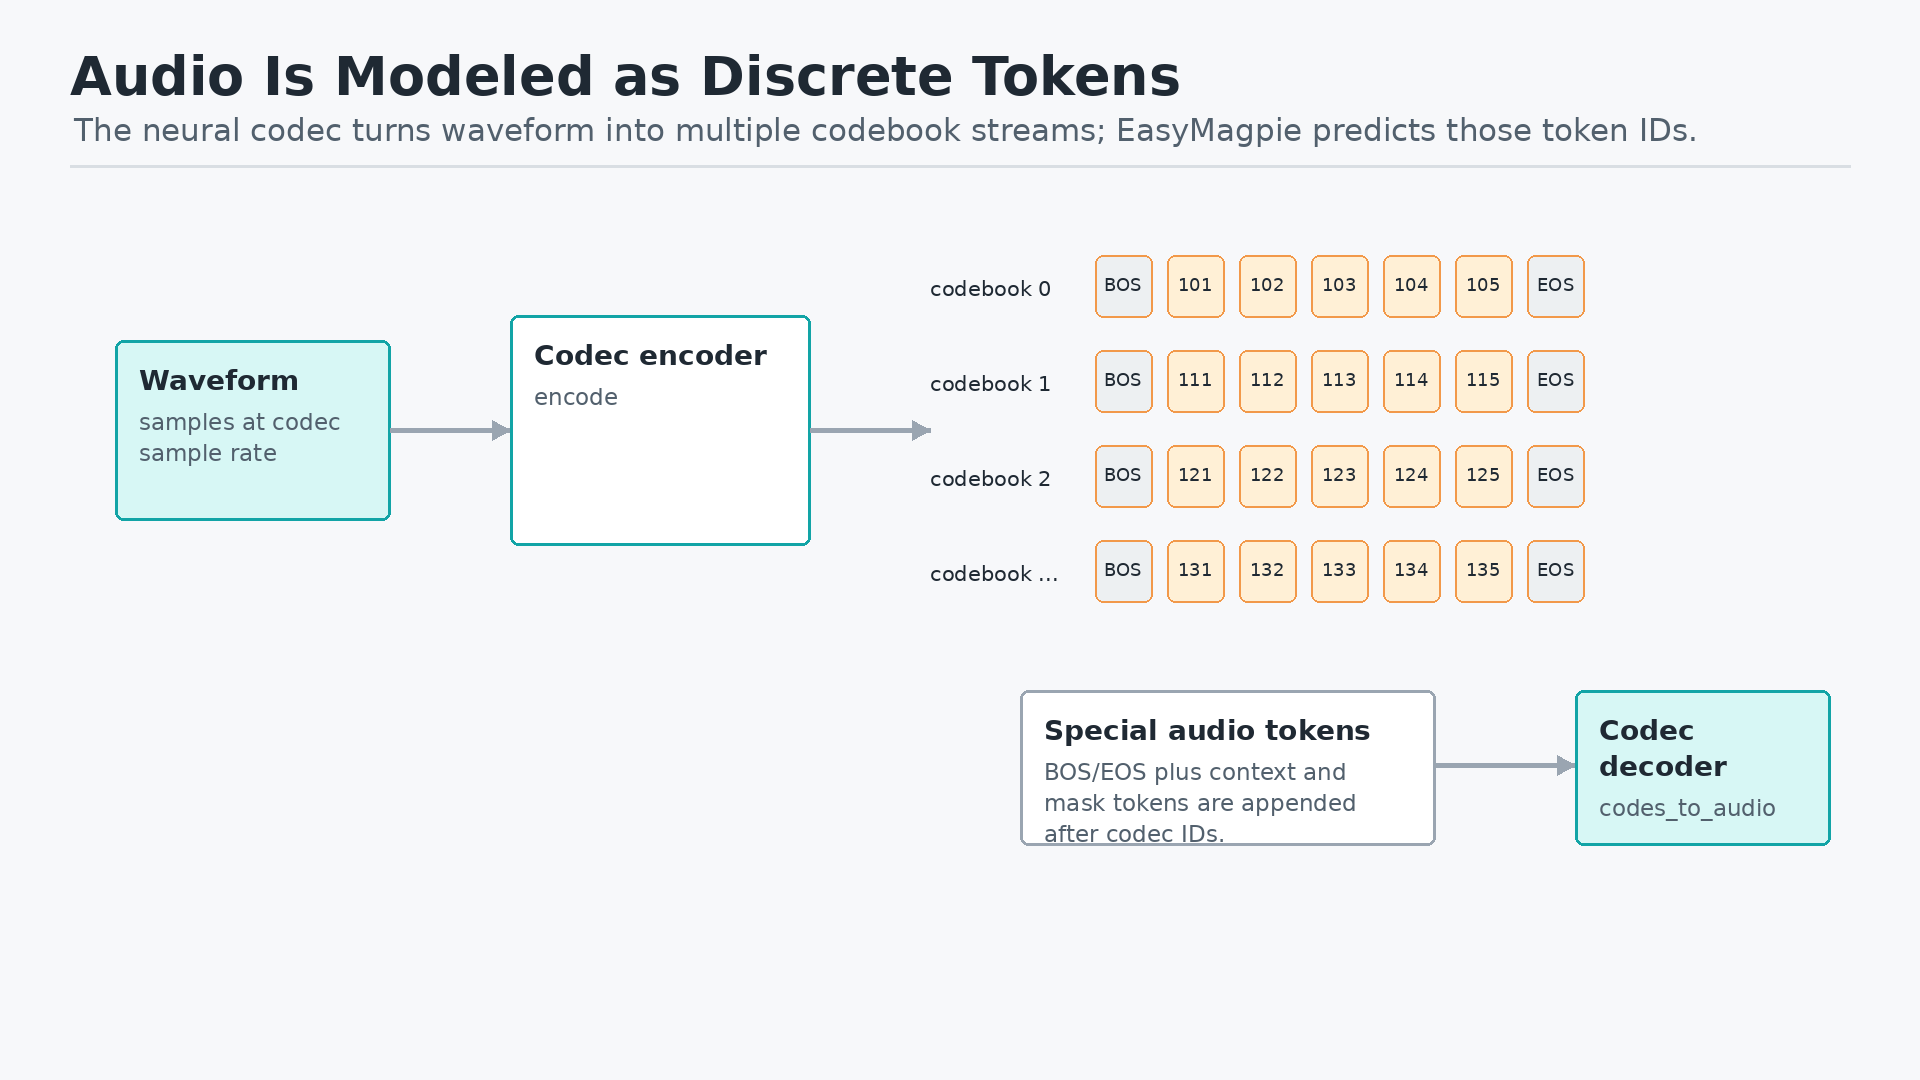 Audio Is Modeled as Discrete Tokens
The neural codec turns waveform into multiple codebook streams; EasyMagpie predicts those token IDs.
Waveform
samples at codec
sample rate
Codec encoder
encode
codebook 0 BOS 101 102 103 104 105 EOS
codebook 1 BOS 111 112 113 114 115 EOS
codebook 2 BOS 121 122 123 124 125 EOS
codebook ... BOS 131 132 133 134 135 EOS
Special audio tokens
BOS/EOS plus context and
mask tokens are appended
after codec IDs.
Codec
decoder
codes_to_audio